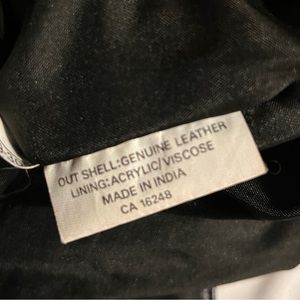 OUT SHELL:GENUINE LEATHER
LINING:ACRYLIC/VISCOSE
MADE IN INDIA
CA 16248